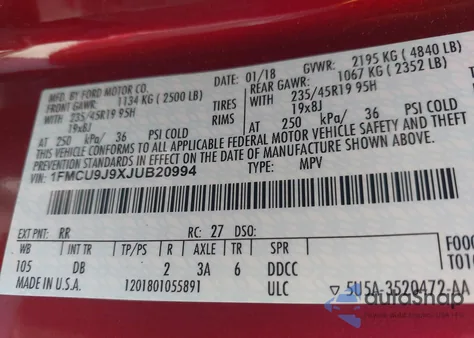 MFD. BY FORD MOTOR CO.
DATE: 01/18 GVWR: 2195 KG (4840 LB)
FRONT GAWR: 1134 KG (2500 LB) REAR GAWR: 1067 KG (2352 LB)
WITH 235/45R19 95H TIRES WITH 235/45R19 95H
19x8J RIMS 19x8J
AT 250 kPa/ 36 PSI COLD AT 250 kPa/ 36 PSI COLD
THIS VEHICLE CONFORMS TO ALL APPLICABLE FEDERAL MOTOR VEHICLE SAFETY AND THEFT
PREVENTION STANDARDS IN EFFECT ON THE DATE OF MANUFACTURE SHOWN ABOVE.
VIN: 1FMCU9J9XJUB20994 TYPE: MPV
EXT PNT: RR RC: 27 DSO:
WB INT TR TP/PS R AXLE TR SPR
105 DB 2 3A 6 DDCC
MADE IN U.S.A. 1201801055891 ULC 5U5A-3520472-AA
autosnap